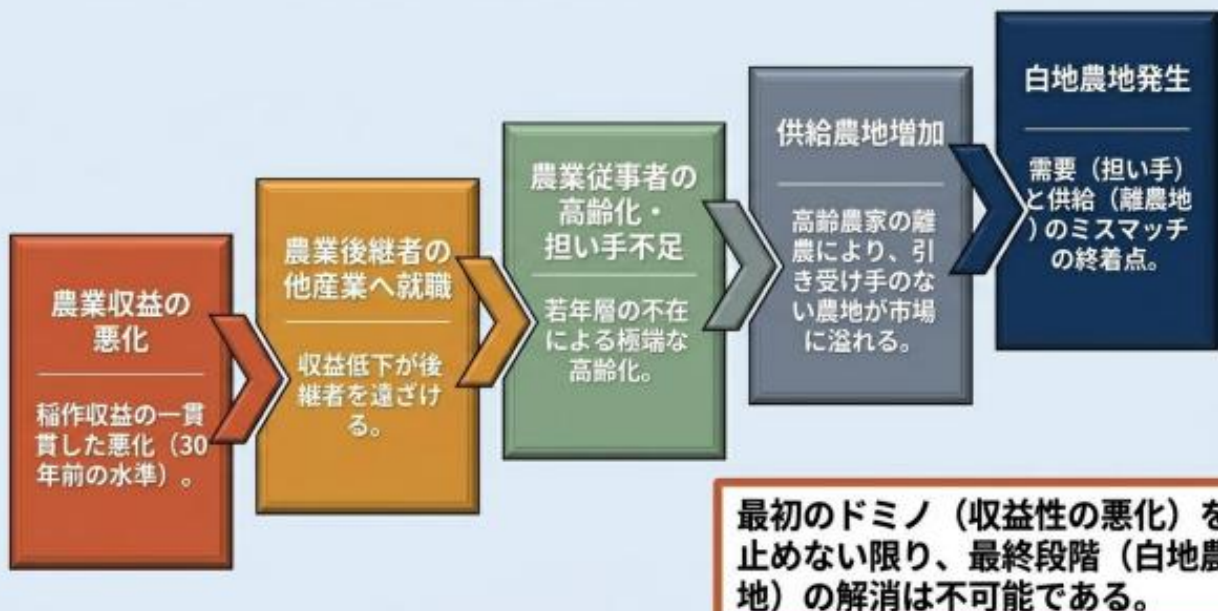 農業収益の
悪化
稲作収益の一貫
貫した悪化（30
年前の水準）。
農業後継者の
他産業へ就職
収益低下が後
継者を遠ざけ
る。
農業従事者の
高齢化・
担い手不足
若年層の不在
による極端な
高齢化。
供給農地増加
高齢農家の離
農により、引
き受け手のな
い農地が市場
に溢れる。
白地農地発生
需要（担い手）
と供給（離農地
）のミスマッチ
の終着点。
最初のドミノ（収益性の悪化）を
止めない限り、最終段階（白地農
地）の解消は不可能である。